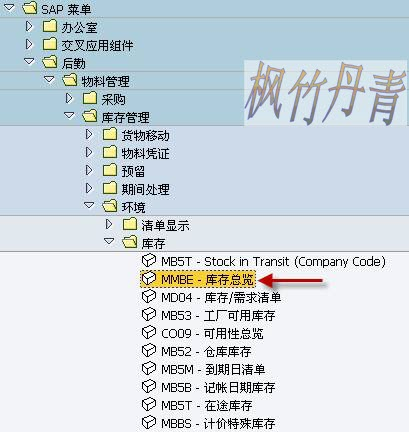 SAP 菜单
办公室
交叉应用组件
后勤
物料管理
采购
库存管理
货物移动
物料凭证
预留
期间处理
环境
清单显示
库存
MB5T - Stock in Transit (Company Code)
MMBE - 库存总览
MD04 - 库存/需求清单
MB53 - 工厂可用库存
CO09 - 可用性总览
MB52 - 仓库库存
MB5M - 到期日清单
MB5B - 记帐日期库存
MB5T - 在途库存
MBBS - 计价特殊库存
枫竹丹青